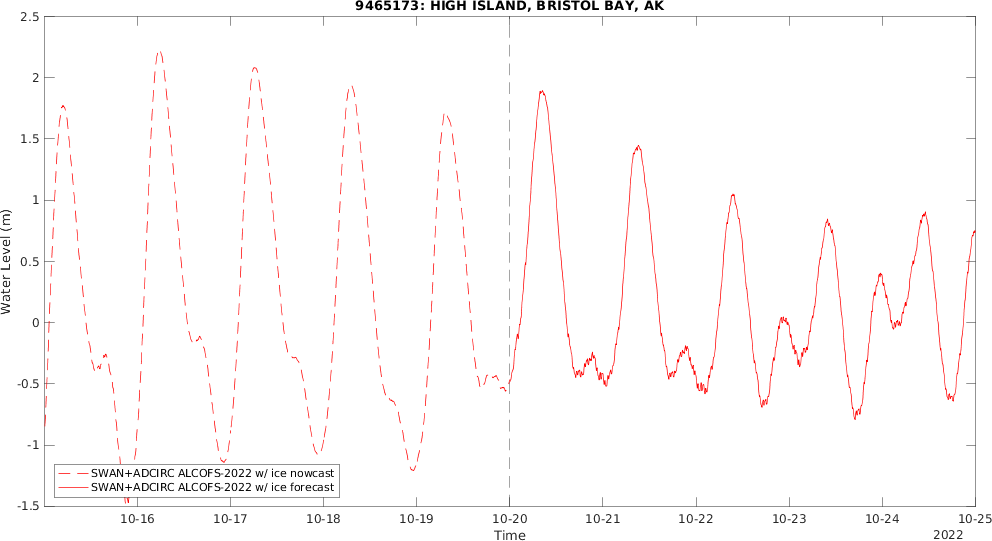 9465173: HIGH ISLAND, BRISTOL BAY, AK
2.5
2
1.5
1
0.5
0
-0.5
-1
-1.5
Water Level (m)
SWAN+ADCIRC ALCOFS-2022 w/ ice nowcast
SWAN+ADCIRC ALCOFS-2022 w/ ice forecast
10-16 10-17 10-18 10-19 10-20 10-21 10-22 10-23 10-24 10-25
Time
2022